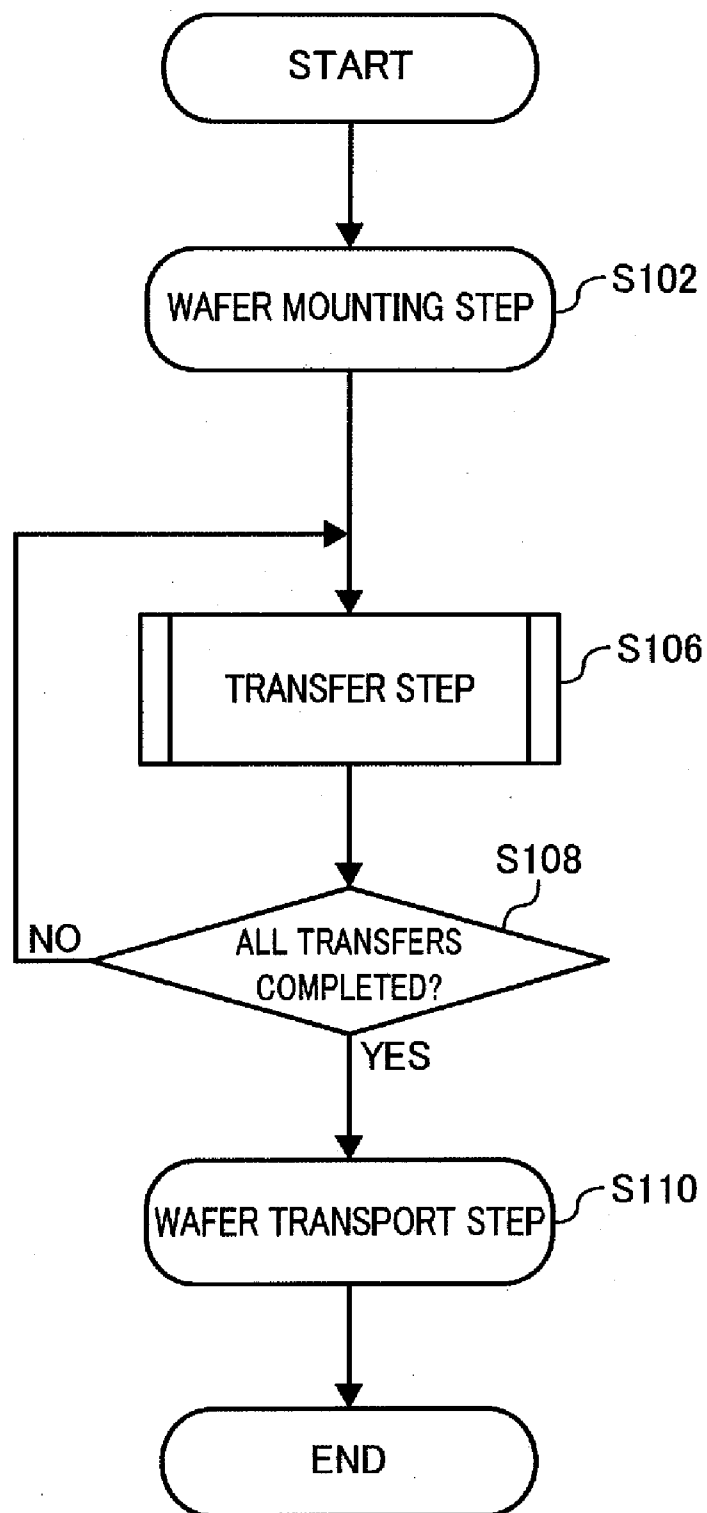 START
WAFER MOUNTING STEP
S102
TRANSFER STEP
S106
S108
ALL TRANSFERS
COMPLETED?
NO
YES
WAFER TRANSPORT STEP
S110
END